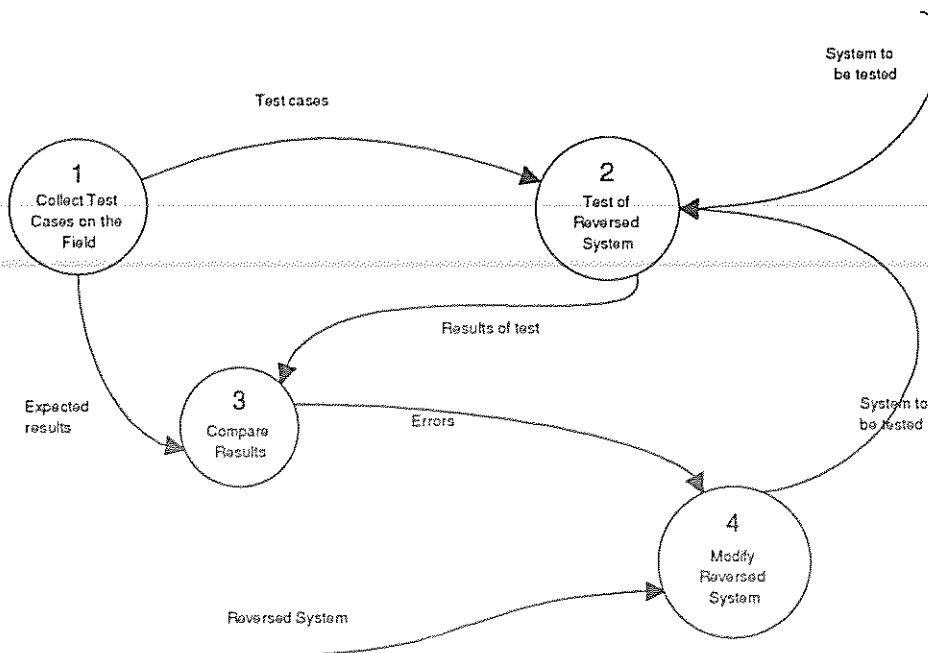 System to
be tested
Test cases
1
Collect Test
Cases on the
Field
2
Test of
Reversed
System
Results of test
Expected
results
3
Compare
Results
Errors
System to
be tested
4
Modify
Reversed
System
Reversed System